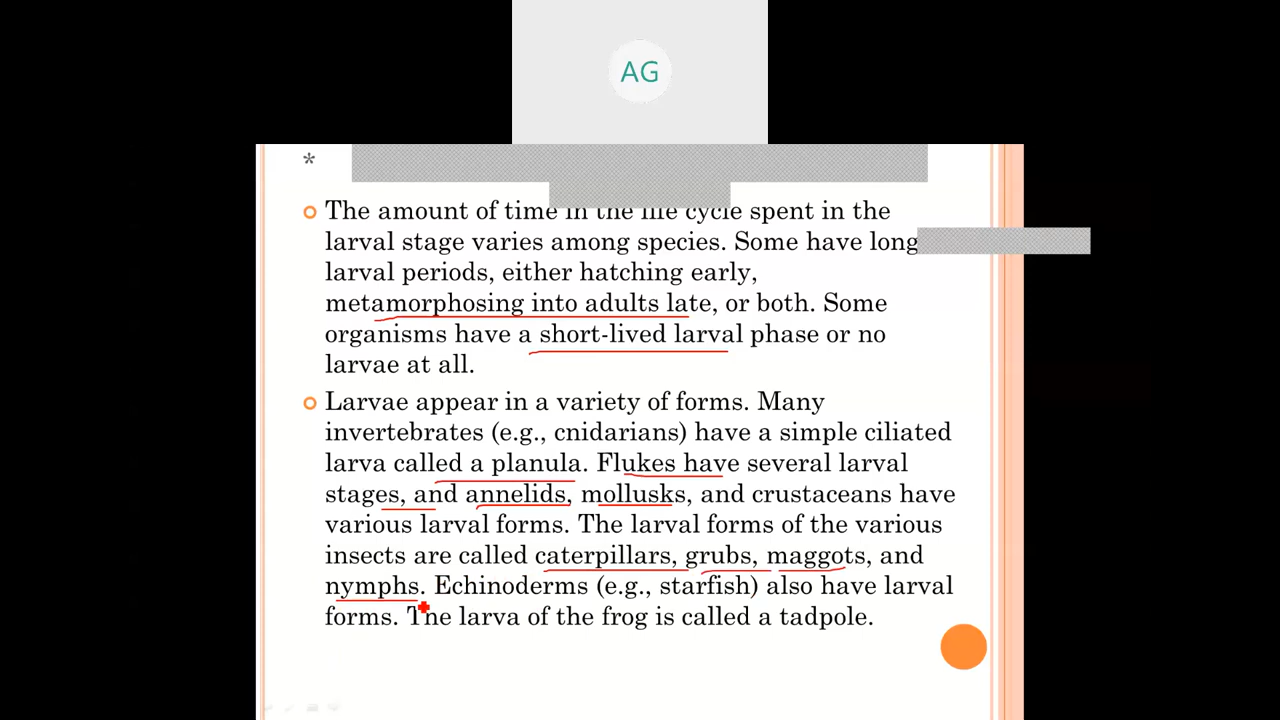 AG
*
The amount of time in the life cycle spent in the
larval stage varies among species. Some have long
larval periods, either hatching early,
metamorphosing into adults late, or both. Some
organisms have a short-lived larval phase or no
larvae at all.
Larvae appear in a variety of forms. Many
invertebrates (e.g., cnidarians) have a simple ciliated
larva called a planula. Flukes have several larval
stages, and annelids, mollusks, and crustaceans have
various larval forms. The larval forms of the various
insects are called caterpillars, grubs, maggots, and
nymphs. Echinoderms (e.g., starfish) also have larval
forms. The larva of the frog is called a tadpole.